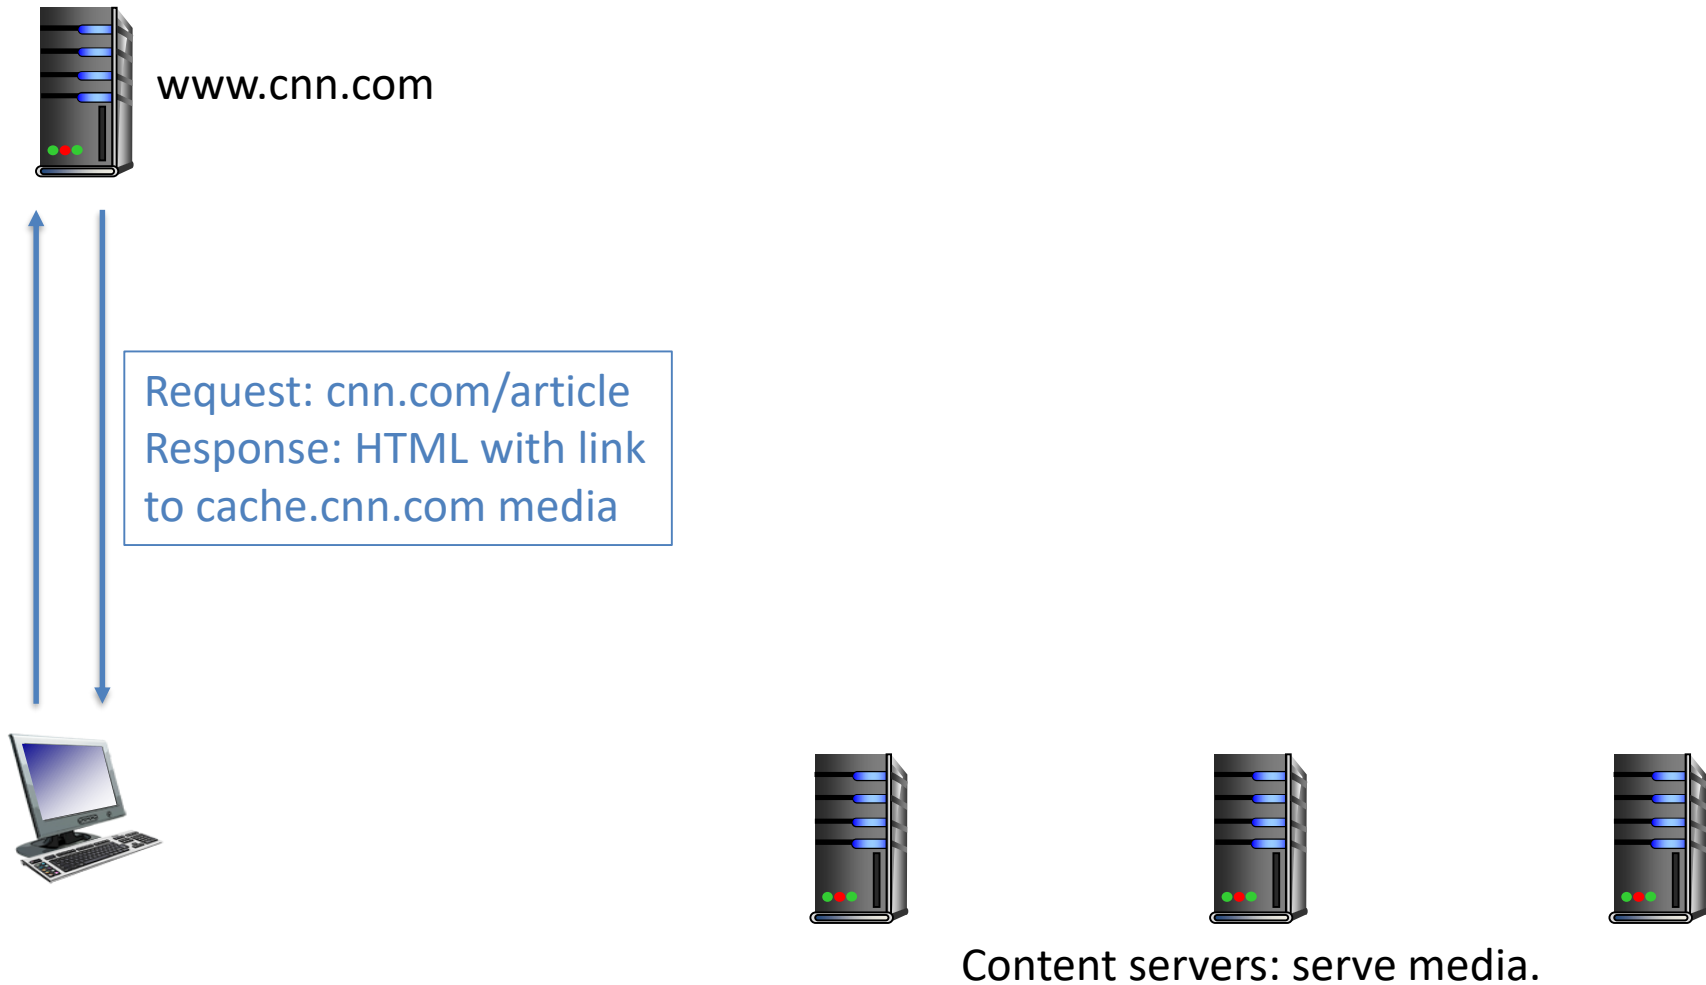 www.cnn.com
Request: cnn.com/article
Response: HTML with link
to cache.cnn.com media
Content servers: serve media.